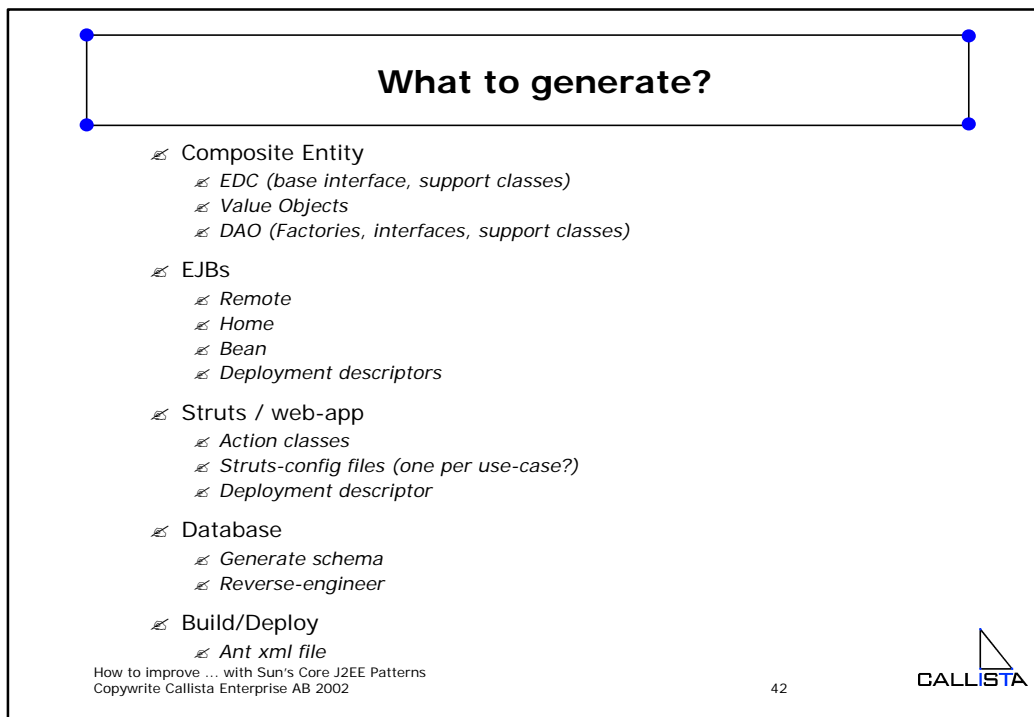 What to generate?
Composite Entity
EDC (base interface, support classes)
Value Objects
DAO (Factories, interfaces, support classes)
EJBs
Remote
Home
Bean
Deployment descriptors
Struts / web-app
Action classes
Struts-config files (one per use-case?)
Deployment descriptor
Database
Generate schema
Reverse-engineer
Build/Deploy
Ant xml file
How to improve ... with Sun's Core J2EE Patterns
Copywrite Callista Enterprise AB 2002
42
CALLISTA